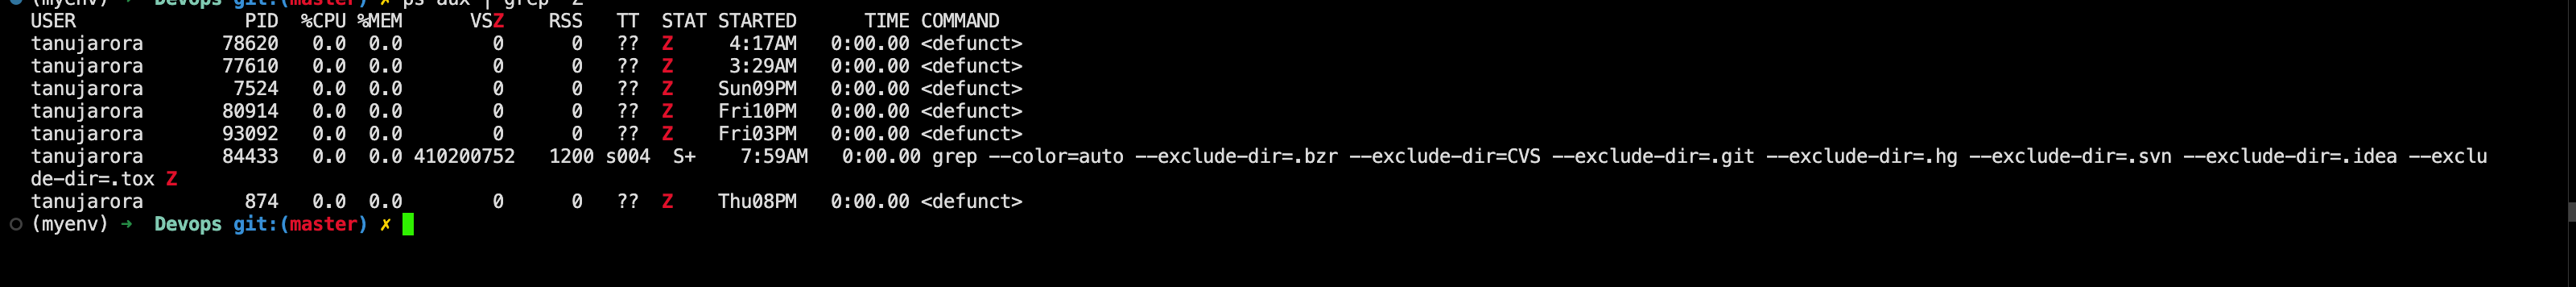 (myenv) → Devops git:(master) ✗ ps aux | grep "Z"
USER PID %CPU %MEM VSZ RSS TT STAT STARTED TIME COMMAND
tanujarora 78620 0.0 0.0 0 0 ?? Z 4:17AM 0:00.00 <defunct>
tanujarora 77610 0.0 0.0 0 0 ?? Z 3:29AM 0:00.00 <defunct>
tanujarora 7524 0.0 0.0 0 0 ?? Z Sun09PM 0:00.00 <defunct>
tanujarora 80914 0.0 0.0 0 0 ?? Z Fri10PM 0:00.00 <defunct>
tanujarora 93092 0.0 0.0 0 0 ?? Z Fri03PM 0:00.00 <defunct>
tanujarora 84433 0.0 0.0 410200752 1200 s004 S+ 7:59AM 0:00.00 grep --color=auto --exclude-dir=.bzr --exclude-dir=CVS --exclude-dir=.git --exclude-dir=.hg --exclude-dir=.svn --exclude-dir=.idea --exclu
de-dir=.tox Z
tanujarora 874 0.0 0.0 0 0 ?? Z Thu08PM 0:00.00 <defunct>
(myenv) → Devops git:(master) ✗